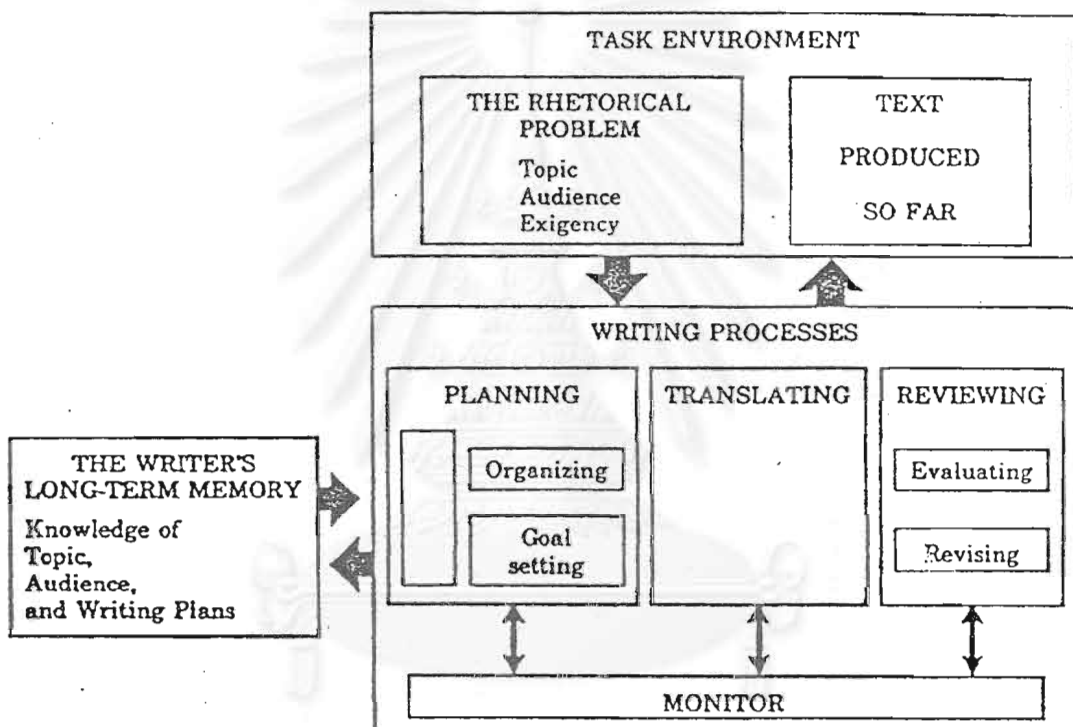 TASK ENVIRONMENT
THE RHETORICAL
PROBLEM
Topic
Audience
Exigency
TEXT
PRODUCED
SO FAR
WRITING PROCESSES
PLANNING
Organizing
Goal
setting
TRANSLATING
REVIEWING
Evaluating
Revising
THE WRITER'S
LONG-TERM MEMORY
Knowledge of
Topic,
Audience,
and Writing Plans
MONITOR